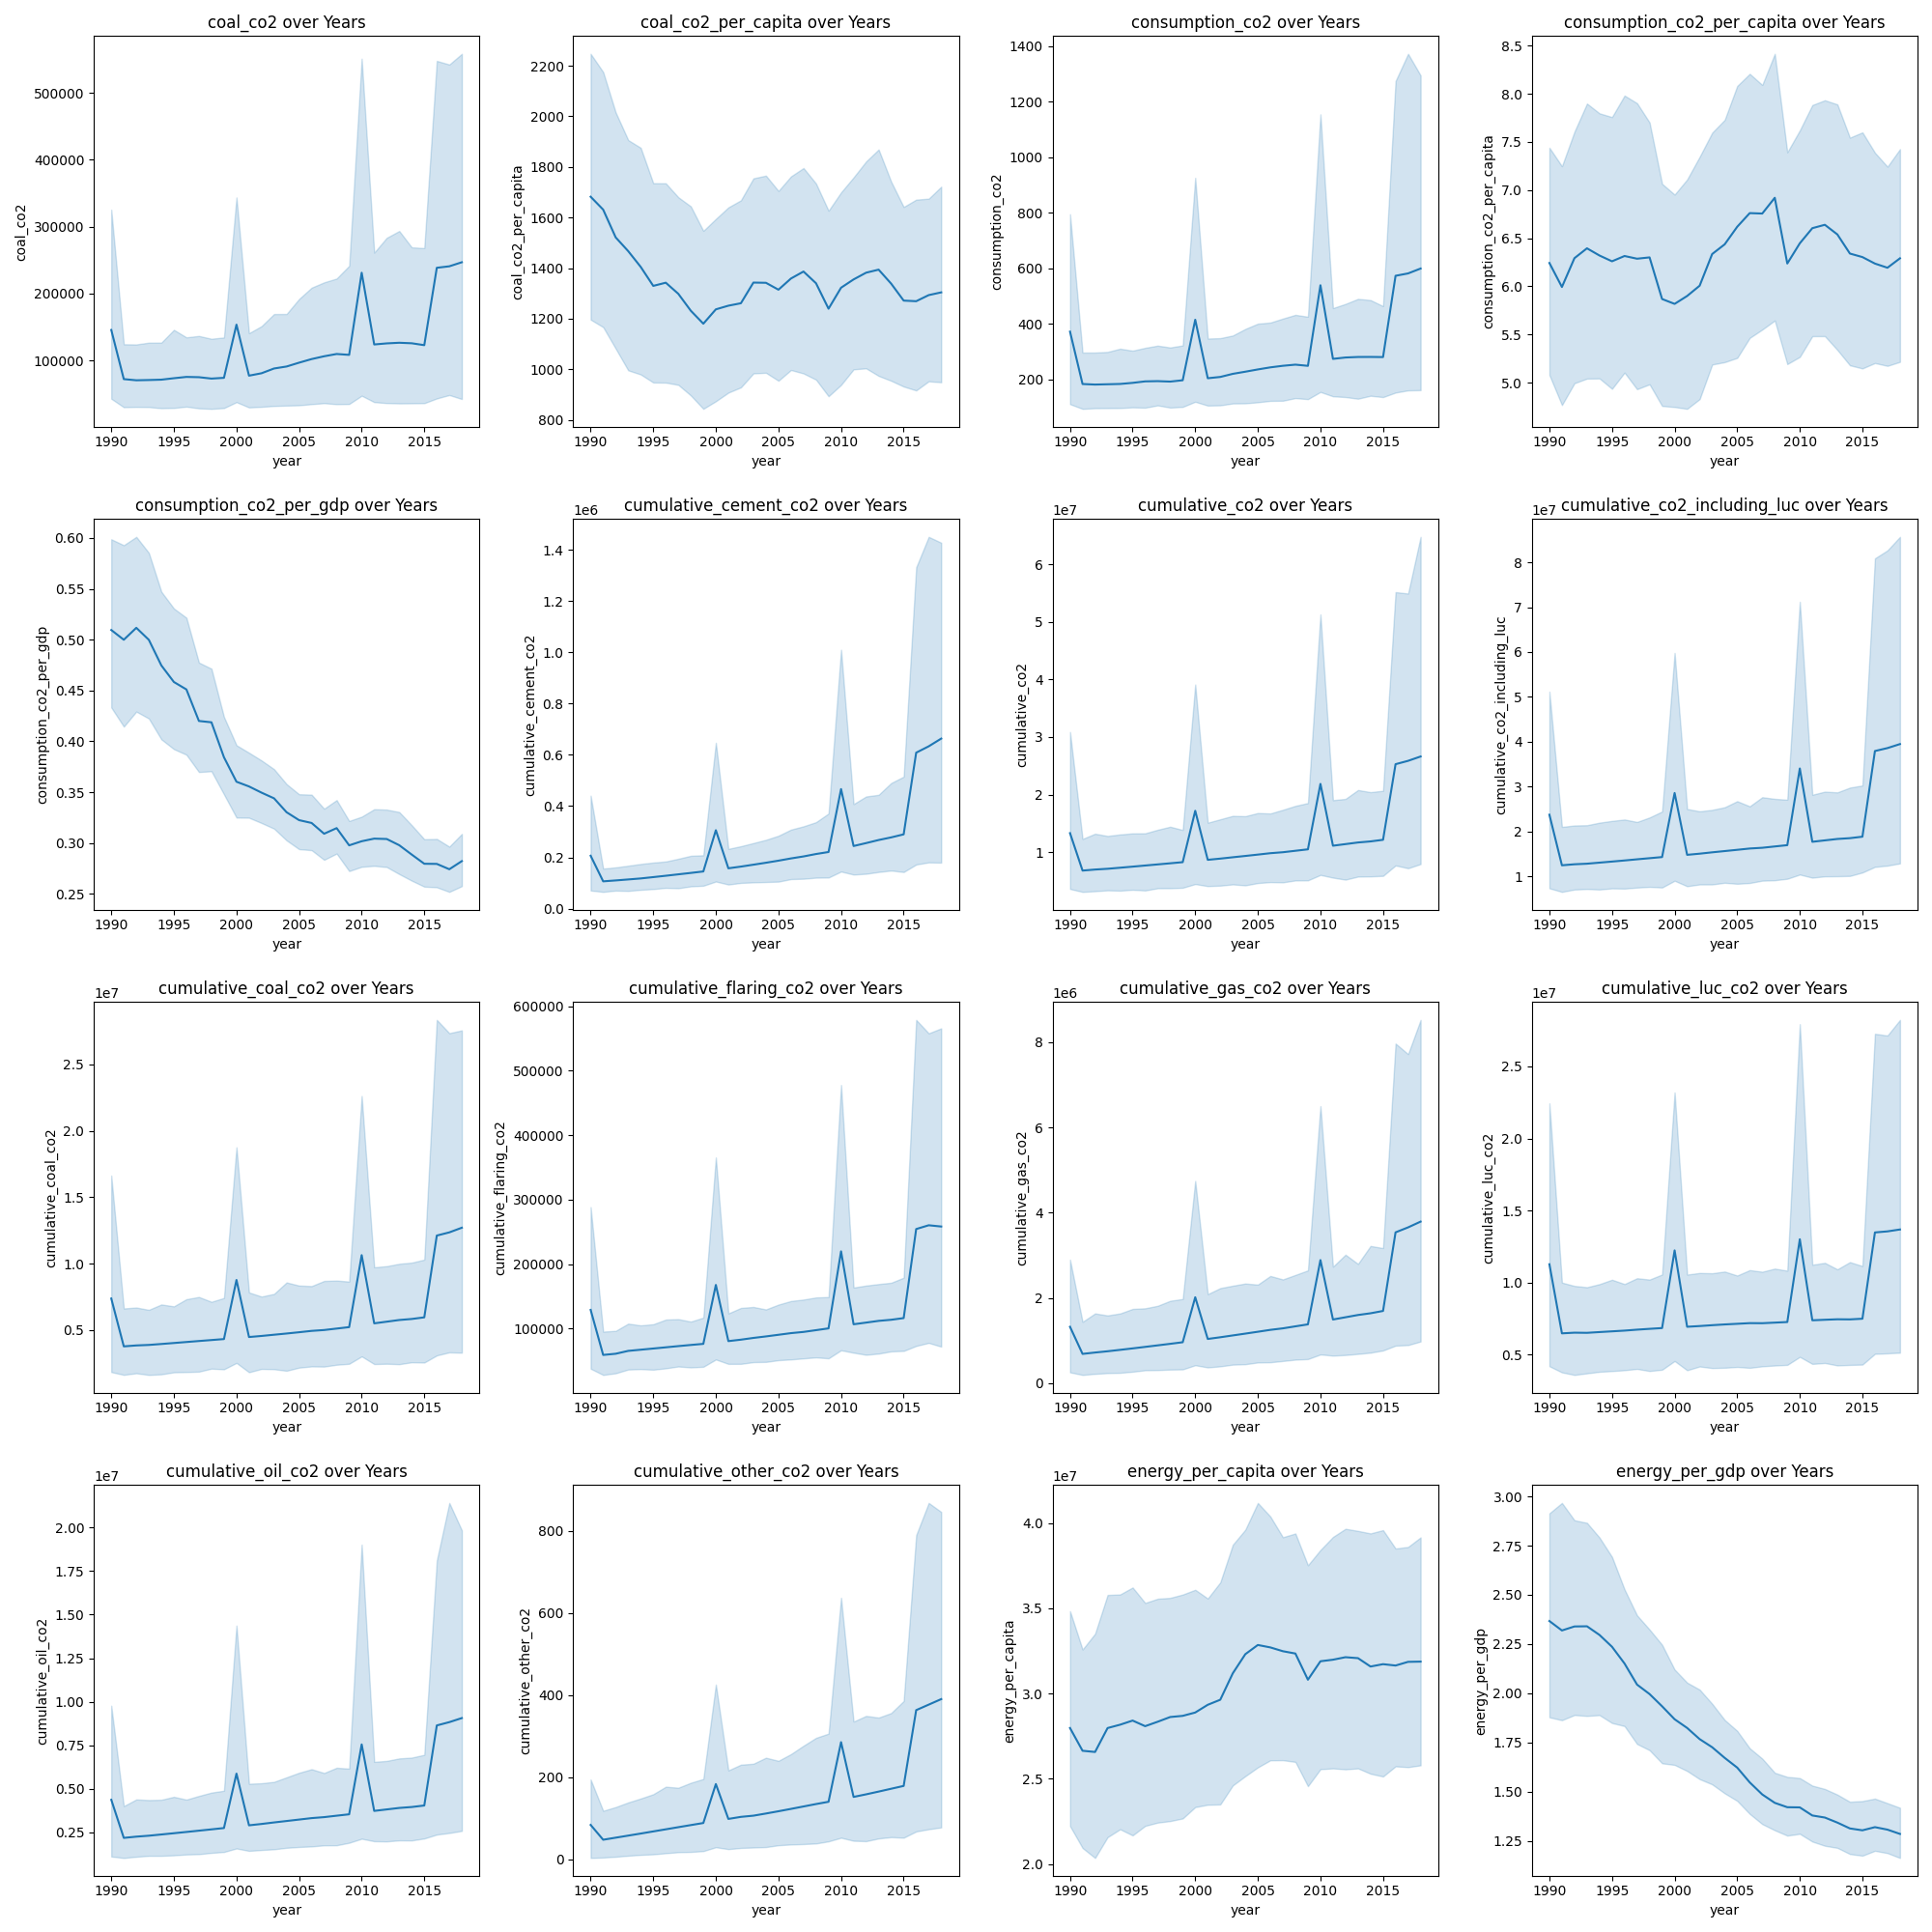 coal_co2 over Years
coal_co2
500000
400000
300000
200000
100000
1990 1995 2000 2005 2010 2015
year
coal_co2_per_capita over Years
coal_co2_per_capita
2200
2000
1800
1600
1400
1200
1000
800
1990 1995 2000 2005 2010 2015
year
consumption_co2 over Years
consumption_co2
1400
1200
1000
800
600
400
200
1990 1995 2000 2005 2010 2015
year
consumption_co2_per_capita over Years
consumption_co2_per_capita
8.5
8.0
7.5
7.0
6.5
6.0
5.5
5.0
1990 1995 2000 2005 2010 2015
year
consumption_co2_per_gdp over Years
consumption_co2_per_gdp
0.60
0.55
0.50
0.45
0.40
0.35
0.30
0.25
1990 1995 2000 2005 2010 2015
year
1e6 cumulative_cement_co2 over Years
cumulative_cement_co2
1.4
1.2
1.0
0.8
0.6
0.4
0.2
0.0
1990 1995 2000 2005 2010 2015
year
1e7 cumulative_co2 over Years
cumulative_co2
6
5
4
3
2
1
1990 1995 2000 2005 2010 2015
year
1e7 cumulative_co2_including_luc over Years
cumulative_co2_including_luc
8
7
6
5
4
3
2
1
1990 1995 2000 2005 2010 2015
year
1e7 cumulative_coal_co2 over Years
cumulative_coal_co2
2.5
2.0
1.5
1.0
0.5
1990 1995 2000 2005 2010 2015
year
cumulative_flaring_co2 over Years
cumulative_flaring_co2
600000
500000
400000
300000
200000
100000
1990 1995 2000 2005 2010 2015
year
1e6 cumulative_gas_co2 over Years
cumulative_gas_co2
8
6
4
2
0
1990 1995 2000 2005 2010 2015
year
1e7 cumulative_luc_co2 over Years
cumulative_luc_co2
2.5
2.0
1.5
1.0
0.5
1990 1995 2000 2005 2010 2015
year
1e7 cumulative_oil_co2 over Years
cumulative_oil_co2
2.00
1.75
1.50
1.25
1.00
0.75
0.50
0.25
1990 1995 2000 2005 2010 2015
year
cumulative_other_co2 over Years
cumulative_other_co2
800
600
400
200
0
1990 1995 2000 2005 2010 2015
year
1e7 energy_per_capita over Years
energy_per_capita
4.0
3.5
3.0
2.5
2.0
1990 1995 2000 2005 2010 2015
year
energy_per_gdp over Years
energy_per_gdp
3.00
2.75
2.50
2.25
2.00
1.75
1.50
1.25
1990 1995 2000 2005 2010 2015
year